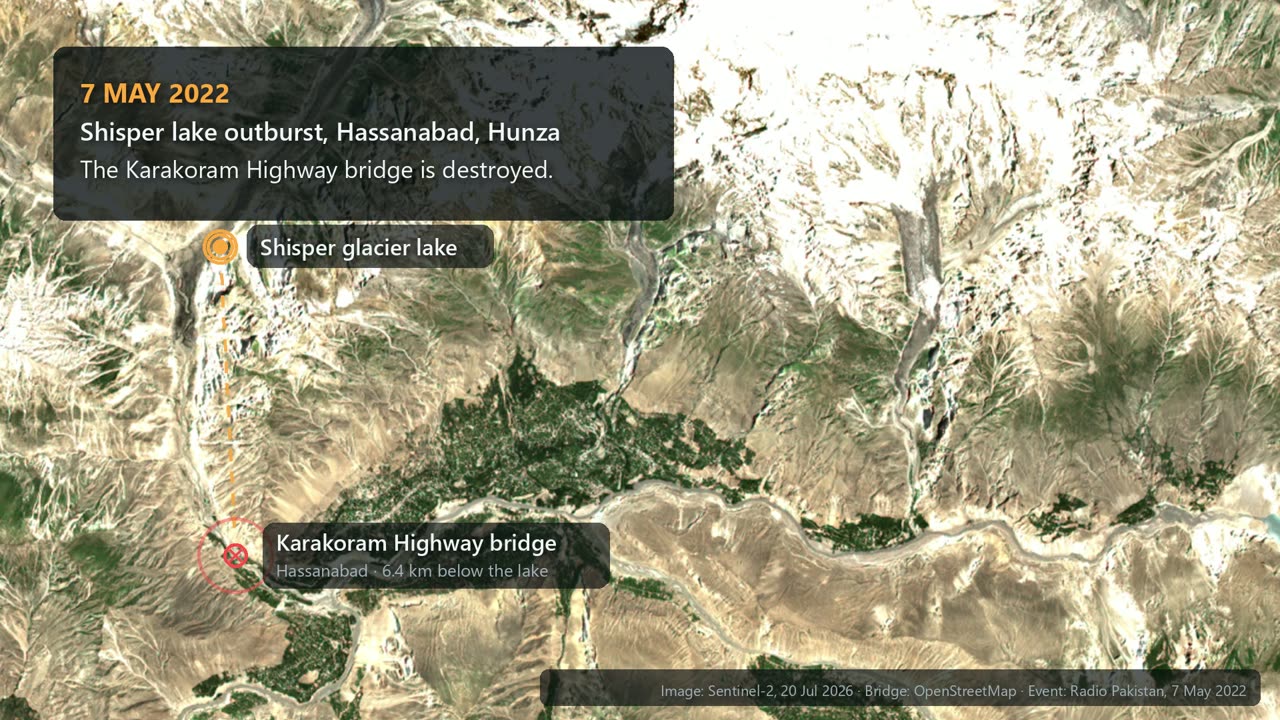 7 MAY 2022
Shisper lake outburst, Hassanabad, Hunza
The Karakoram Highway bridge is destroyed.
Shisper glacier lake
Karakoram Highway bridge
Hassanabad · 6.4 km below the lake
Image: Sentinel-2, 20 Jul 2026 · Bridge: OpenStreetMap · Event: Radio Pakistan, 7 May 2022